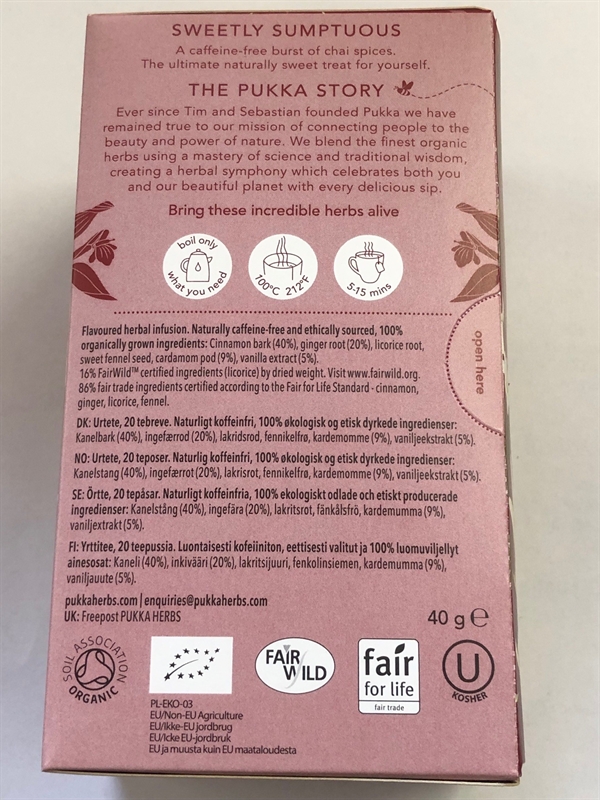 SWEETLY SUMPTUOUS
A caffeine-free burst of chai spices.
The ultimate naturally sweet treat for yourself.
THE PUKKA STORY
Ever since Tim and Sebastian founded Pukka we have
remained true to our mission of connecting people to the
beauty and power of nature. We blend the finest organic
herbs using a mastery of science and traditional wisdom,
creating a herbal symphony which celebrates both you
and our beautiful planet with every delicious sip.
Bring these incredible herbs alive
boil only
what you need
100°C 212°F
5-15 mins
open here
Flavoured herbal infusion. Naturally caffeine-free and ethically sourced, 100%
organically grown ingredients: Cinnamon bark (40%), ginger root (20%), licorice root,
sweet fennel seed, cardamom pod (9%), vanilla extract (5%).
16% FairWild™ certified ingredients (licorice) by dried weight. Visit www.fairwild.org.
86% fair trade ingredients certified according to the Fair for Life Standard - cinnamon,
ginger, licorice, fennel.
DK: Urtete, 20 tebreve. Naturligt koffeinfri, 100% økologisk og etisk dyrkede ingredienser:
Kanelbark (40%), ingefærrod (20%), lakridsrod, fennikelfrø, kardemomme (9%), vaniljeekstrakt (5%).
NO: Urtete, 20 teposer. Naturlig koffeinfri, 100% økologisk og etisk dyrkede ingredienser:
Kanelstang (40%), ingefærrot (20%), lakrisrot, fennikelfrø, kardemomme (9%), vaniljeekstrakt (5%).
SE: Örtte, 20 tepåsar. Naturligt koffeinfria, 100% ekologiskt odlade och etiskt producerade
ingredienser: Kanelstång (40%), ingefära (20%), lakritsrot, fänkålsfrö, kardemumma (9%),
vaniljextrakt (5%).
FI: Yrttitee, 20 teepussia. Luontaisesti kofeiiniton, eettisesti valitut ja 100% luomuviljellyt
ainesosat: Kaneli (40%), inkivääri (20%), lakritsijuuri, fenkolinsiemen, kardemumma (9%),
vaniljauute (5%).
pukkaherbs.com | enquiries@pukkaherbs.com
UK: Freepost PUKKA HERBS
40 g e
SOIL ASSOCIATION
ORGANIC
FAIR
WILD
fair
for life
fair trade
U
KOSHER
PL-EKO-03
EU/Non-EU Agriculture
EU/Ikke-EU jordbrug
EU/Icke EU-jordbruk
EU ja muusta kuin EU maataloudesta